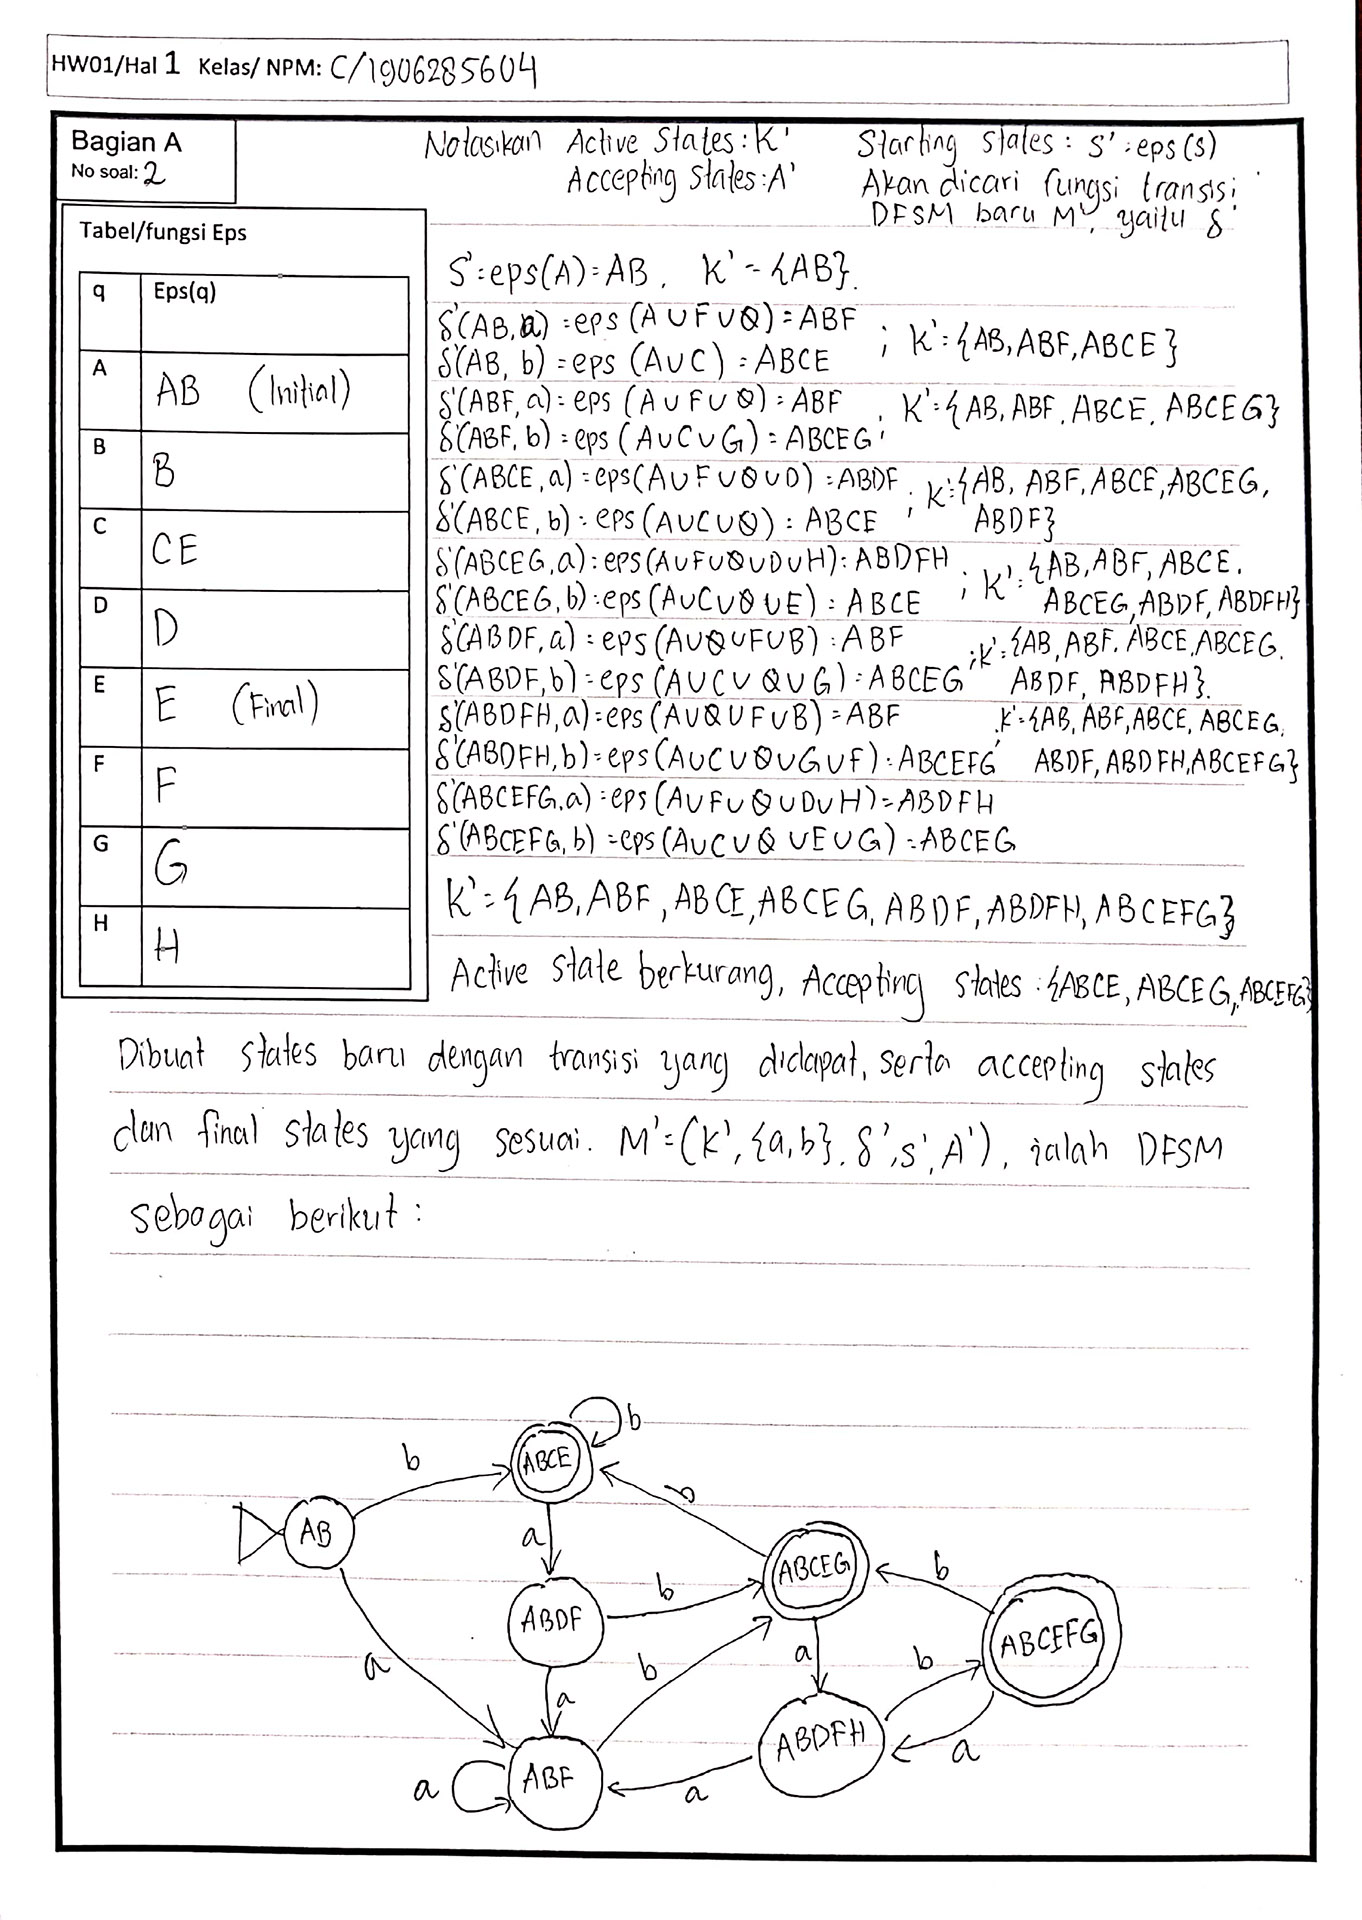 HW01/Hal 1 Kelas/ NPM: C/1906285604
Bagian A
No soal: 2
Notasikan Active States: K'
Accepting States: A'
Starting states: S' : eps(s)
Akan dicari fungsi transisi
DFSM baru M', yaitu δ'
Tabel/fungsi Eps
q Eps(q)
A AB (Initial)
B B
C CE
D D
E E (Final)
F F
G G
H H
S' = eps(A) = AB, K' = {AB}.
δ'(AB, a) = eps (A ∪ F ∪ Ø) = ABF
δ'(AB, b) = eps (A ∪ C) = ABCE ; K' = {AB, ABF, ABCE}
δ'(ABF, a) = eps (A ∪ F ∪ Ø) = ABF
δ'(ABF, b) = eps (A ∪ C ∪ G) = ABCEG ; K' = {AB, ABF, ABCE, ABCEG}
δ'(ABCE, a) = eps(A ∪ F ∪ Ø ∪ D) = ABDF ; K' = {AB, ABF, ABCE, ABCEG,
δ'(ABCE, b) = eps (A ∪ C ∪ Ø) = ABCE ABDF}
δ'(ABCEG, a) = eps(A ∪ F ∪ Ø ∪ D ∪ H) = ABDFH ; K' = {AB, ABF, ABCE,
δ'(ABCEG, b) = eps (A ∪ C ∪ Ø ∪ E) = ABCE ABCEG, ABDF, ABDFH}
δ'(ABDF, a) = eps (A ∪ Ø ∪ F ∪ B) = ABF ; K' = {AB, ABF, ABCE, ABCEG,
δ'(ABDF, b) = eps (A ∪ C ∪ Ø ∪ G) = ABCEG ABDF, ABDFH}.
δ'(ABDFH, a) = eps (A ∪ Ø ∪ F ∪ B) = ABF ; K' = {AB, ABF, ABCE, ABCEG,
δ'(ABDFH, b) = eps (A ∪ C ∪ Ø ∪ G ∪ F) = ABCEFG ABDF, ABDFH, ABCEFG}
δ'(ABCEFG, a) = eps (A ∪ F ∪ Ø ∪ D ∪ H) = ABDFH
δ'(ABCEFG, b) = eps (A ∪ C ∪ Ø ∪ E ∪ G) = ABCEG
K' = {AB, ABF, ABCE, ABCEG, ABDF, ABDFH, ABCEFG}
Active state berkurang, Accepting states : {ABCE, ABCEG, ABCEFG}
Dibuat states baru dengan transisi yang didapat, serta accepting states
dan final states yang sesuai. M' = (K', {a,b}, δ', s', A'), ialah DFSM
sebagai berikut :
b
ABCE
b
AB
b
a
ABCEG
b
ABDF
b
ABCEFG
a
b
a
b
a
ABDFH
a
ABF
a
a